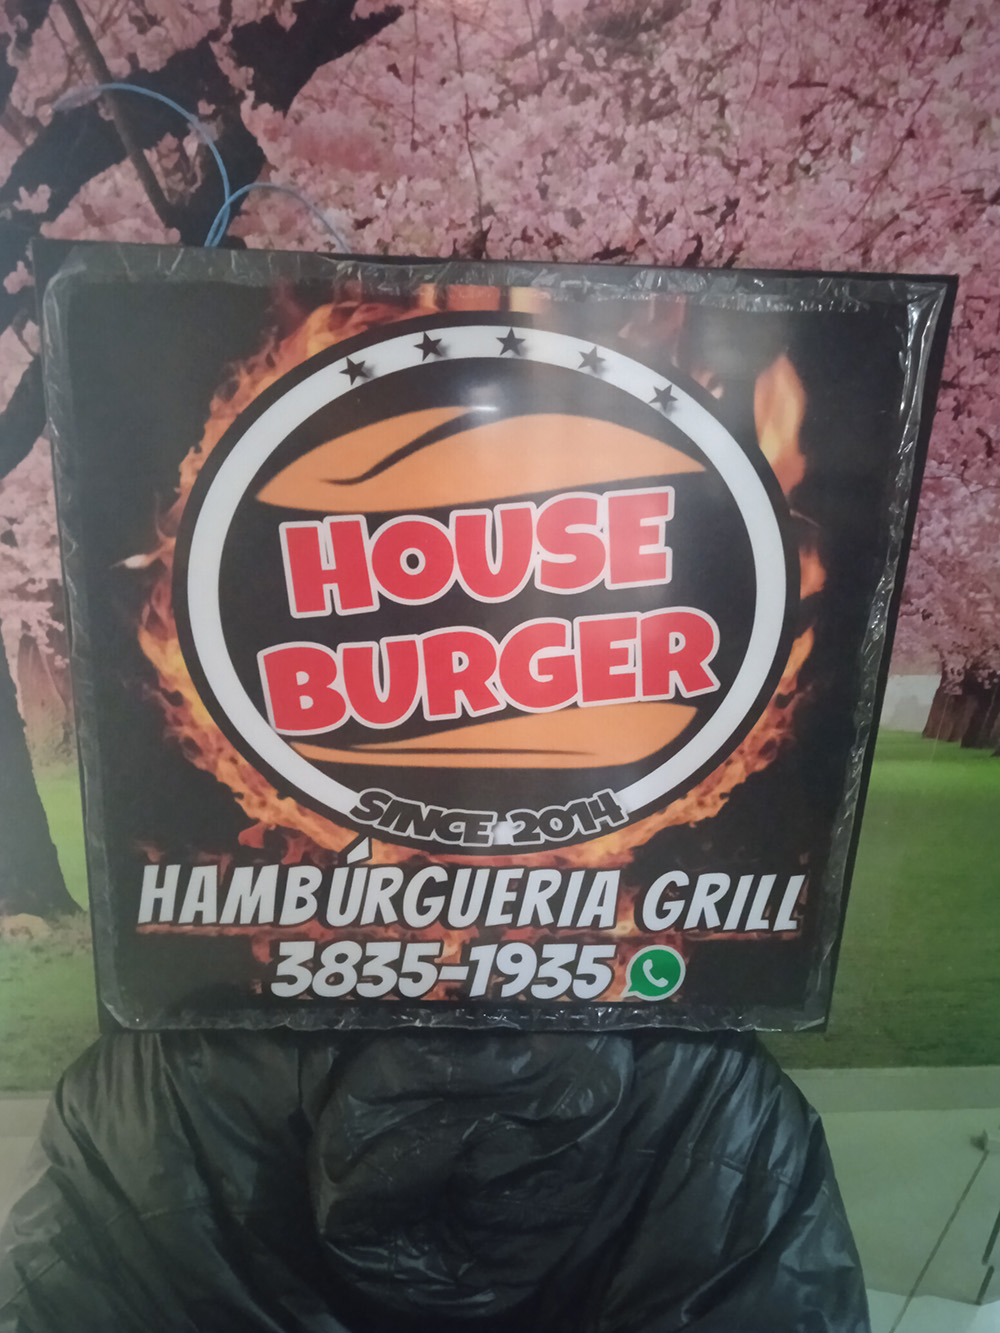 HOUSE
BURGER
SINCE 2014
HAMBÚRGUERIA GRILL
3835-1935